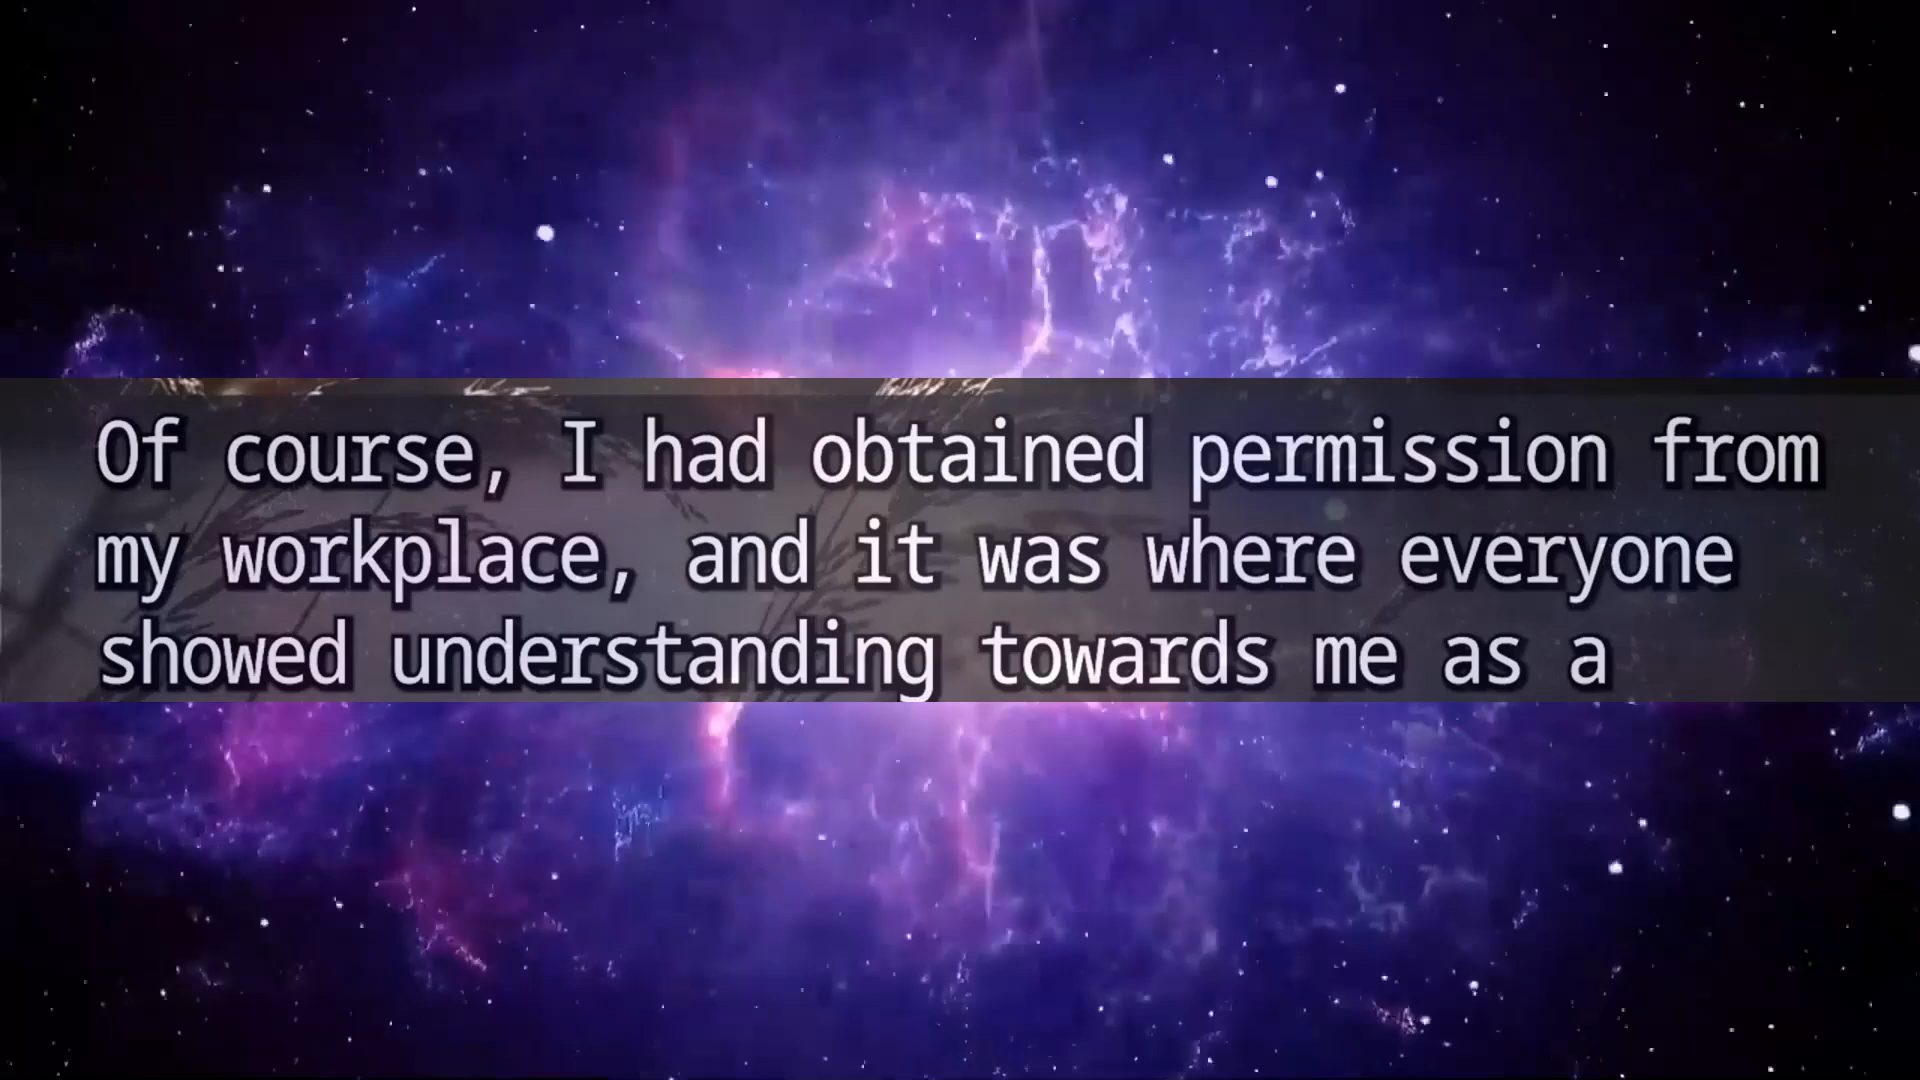 Of course, I had obtained permission from
my workplace, and it was where everyone
showed understanding towards me as a